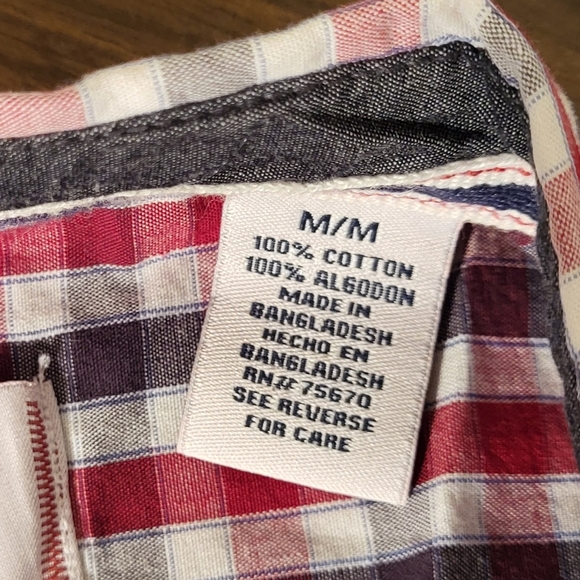 M/M
100% COTTON
100% ALGODON
MADE IN
BANGLADESH
HECHO EN
BANGLADESH
RN# 75670
SEE REVERSE
FOR CARE